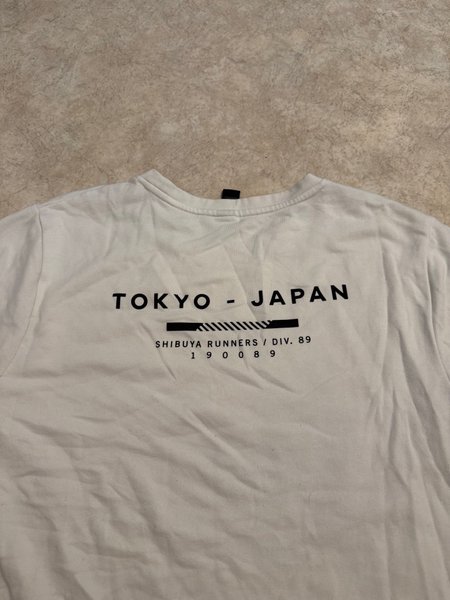 TOKYO - JAPAN
SHIBUYA RUNNERS / DIV. 89
190089